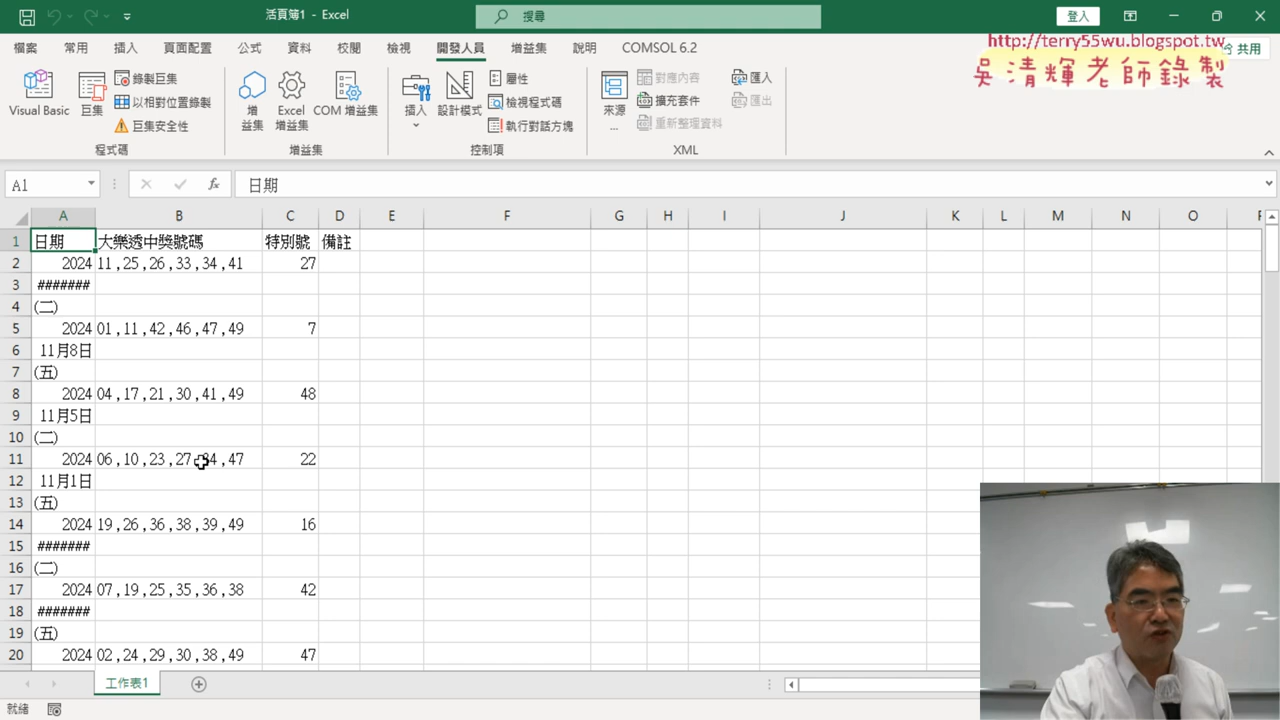 活頁簿1 - Excel
搜尋
登入
檔案 常用 插入 頁面配置 公式 資料 校閱 檢視 開發人員 增益集 說明 COMSOL 6.2
共用
http://terry55wu.blogspot.tw
吳清輝老師錄製
Visual Basic
巨集
錄製巨集
以相對位置錄製
巨集安全性
程式碼
增益集
Excel 增益集
COM 增益集
增益集
插入
設計模式
屬性
檢視程式碼
執行對話方塊
控制項
來源
...
對應內容
擴充套件
重新整理資料
匯入
匯出
XML
A1
fx
日期
A B C D E F G H I J K L M N O
1 日期 大樂透中獎號碼 特別號 備註
2 2024 11,25,26,33,34,41 27
3 #######
4 (二)
5 2024 01,11,42,46,47,49 7
6 11月8日
7 (五)
8 2024 04,17,21,30,41,49 48
9 11月5日
10 (二)
11 2024 06,10,23,27,34,47 22
12 11月1日
13 (五)
14 2024 19,26,36,38,39,49 16
15 #######
16 (二)
17 2024 07,19,25,35,36,38 42
18 #######
19 (五)
20 2024 02,24,29,30,38,49 47
工作表1
就緒